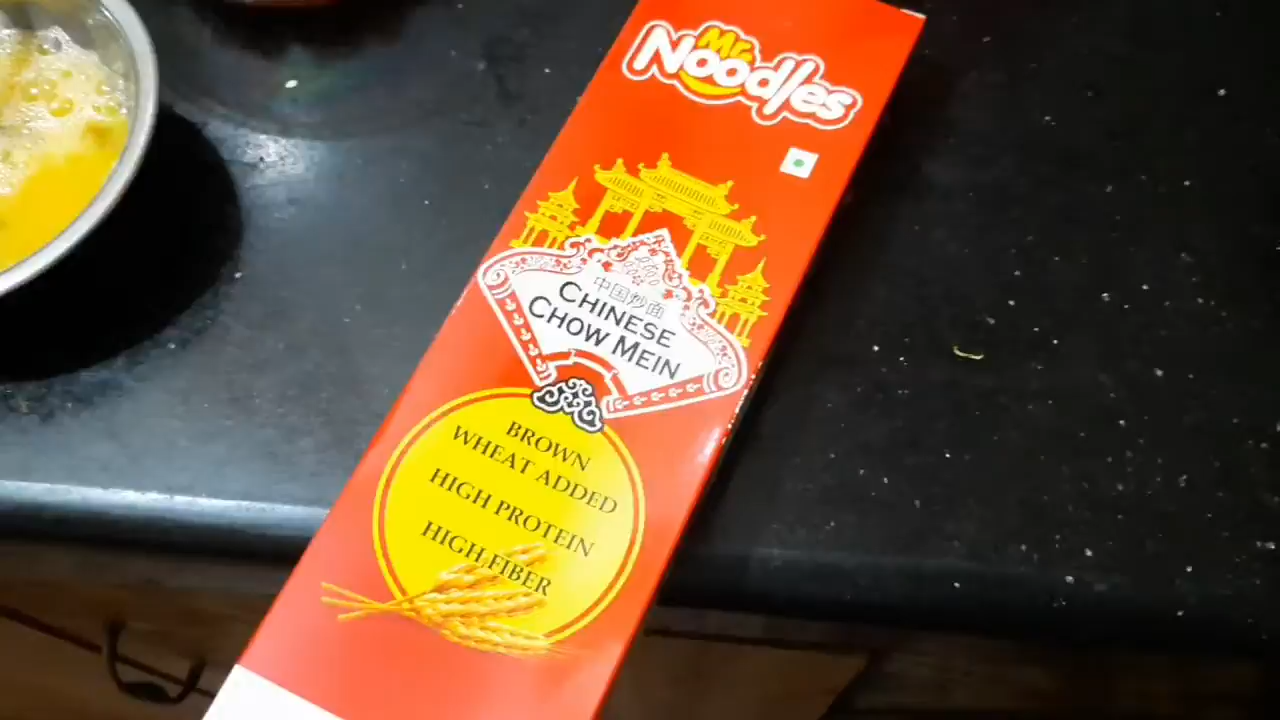 Mr.
Noodles
中国炒面
CHINESE
CHOW MEIN
BROWN
WHEAT ADDED
HIGH PROTEIN
HIGH FIBER